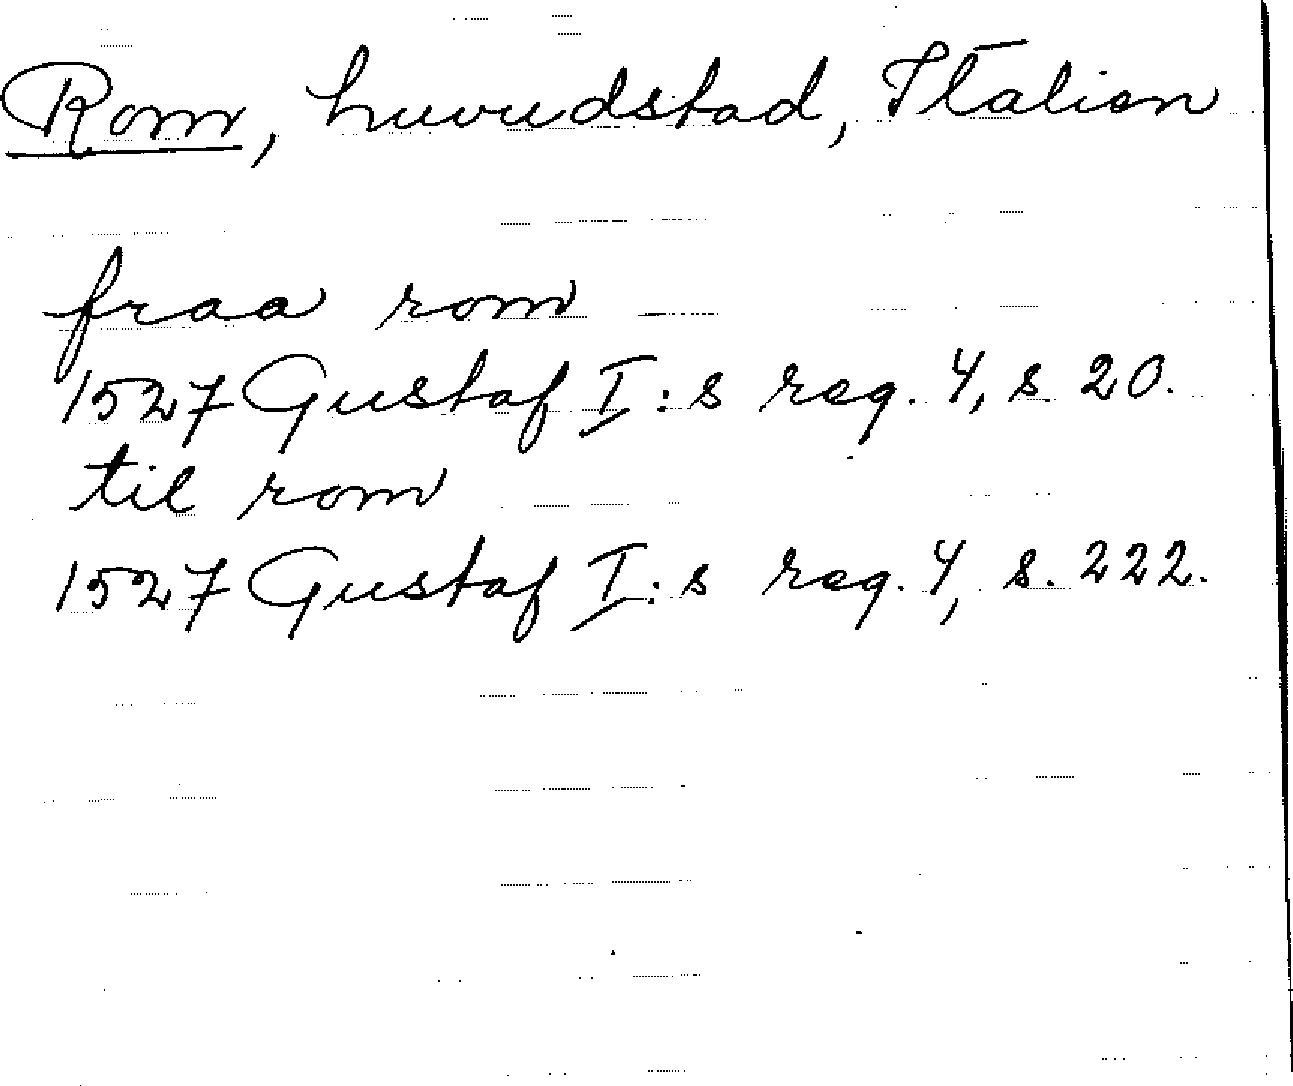 Rom, huvudstad, Italien
fraa rom
1527 Gustaf I:s reg. 4, s. 20.
til rom
1527 Gustaf I:s reg. 4, s. 222.